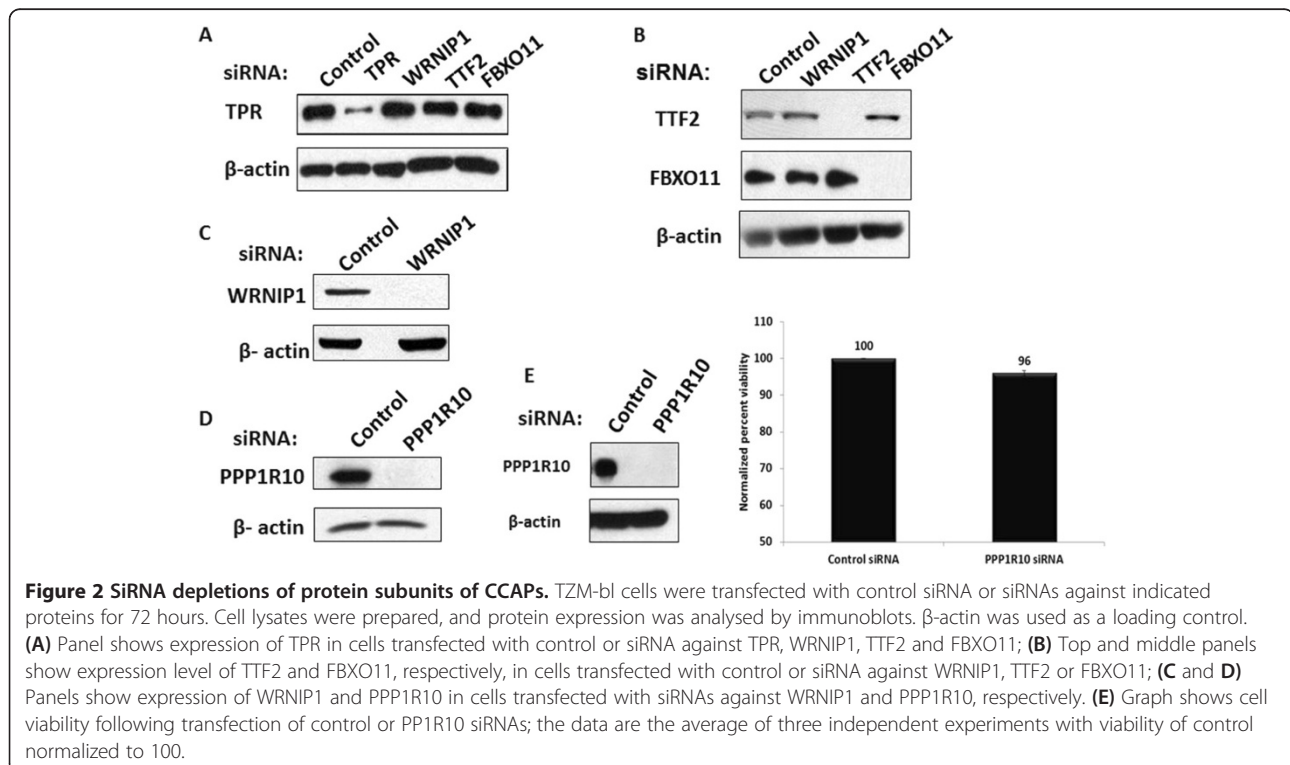 A
siRNA:
Control
TPR
WRNIP1
TTF2
FBXO11
TPR
β-actin
B
siRNA:
Control
WRNIP1
TTF2
FBXO11
TTF2
FBXO11
β-actin
C
siRNA:
Control
WRNIP1
WRNIP1
β- actin
D
siRNA:
Control
PPP1R10
PPP1R10
β- actin
E
siRNA:
Control
PPP1R10
PPP1R10
β-actin
Normalized percent viability
110
100
90
80
70
60
50
100
96
Control siRNA
PPP1R10 siRNA
Figure 2 SiRNA depletions of protein subunits of CCAPs. TZM-bl cells were transfected with control siRNA or siRNAs against indicated
proteins for 72 hours. Cell lysates were prepared, and protein expression was analysed by immunoblots. β-actin was used as a loading control.
(A) Panel shows expression of TPR in cells transfected with control or siRNA against TPR, WRNIP1, TTF2 and FBXO11; (B) Top and middle panels
show expression level of TTF2 and FBXO11, respectively, in cells transfected with control or siRNA against WRNIP1, TTF2 or FBXO11; (C and D)
Panels show expression of WRNIP1 and PPP1R10 in cells transfected with siRNAs against WRNIP1 and PPP1R10, respectively. (E) Graph shows cell
viability following transfection of control or PP1R10 siRNAs; the data are the average of three independent experiments with viability of control
normalized to 100.